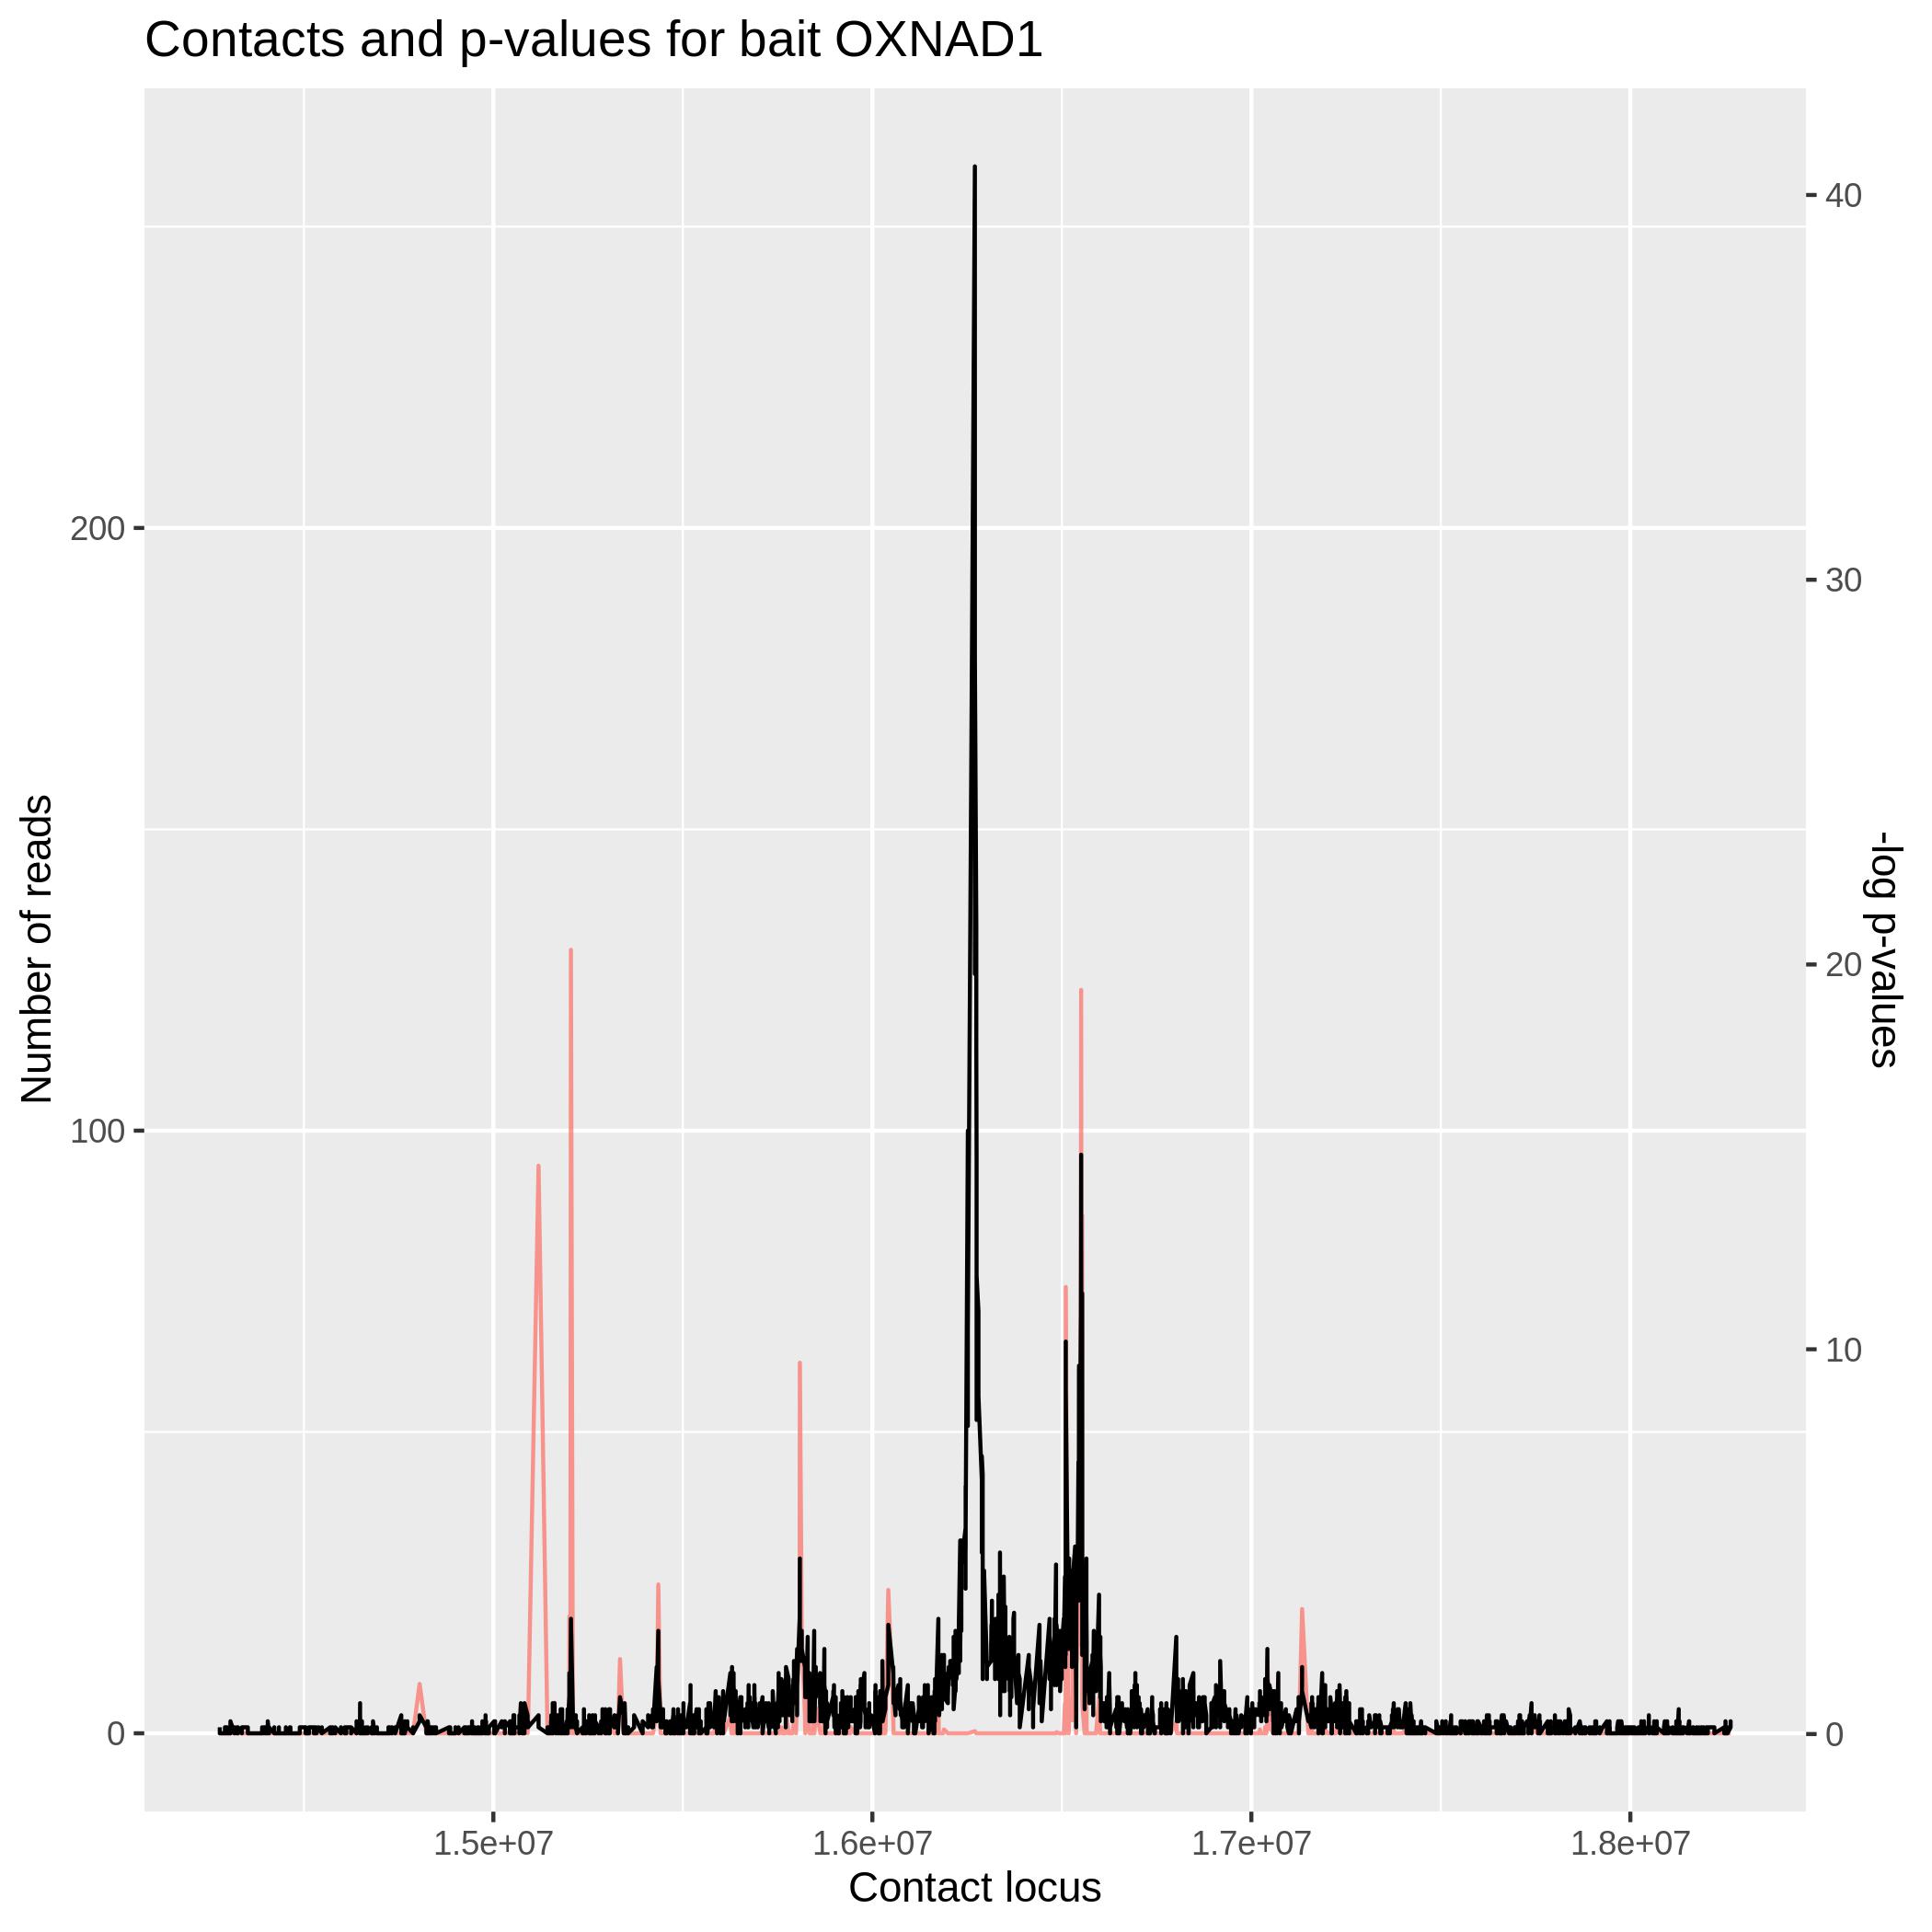 Contacts and p-values for bait OXNAD1
Number of reads
200
100
0
40
30
20
10
0
-log p-values
1.5e+07
1.6e+07
1.7e+07
1.8e+07
Contact locus